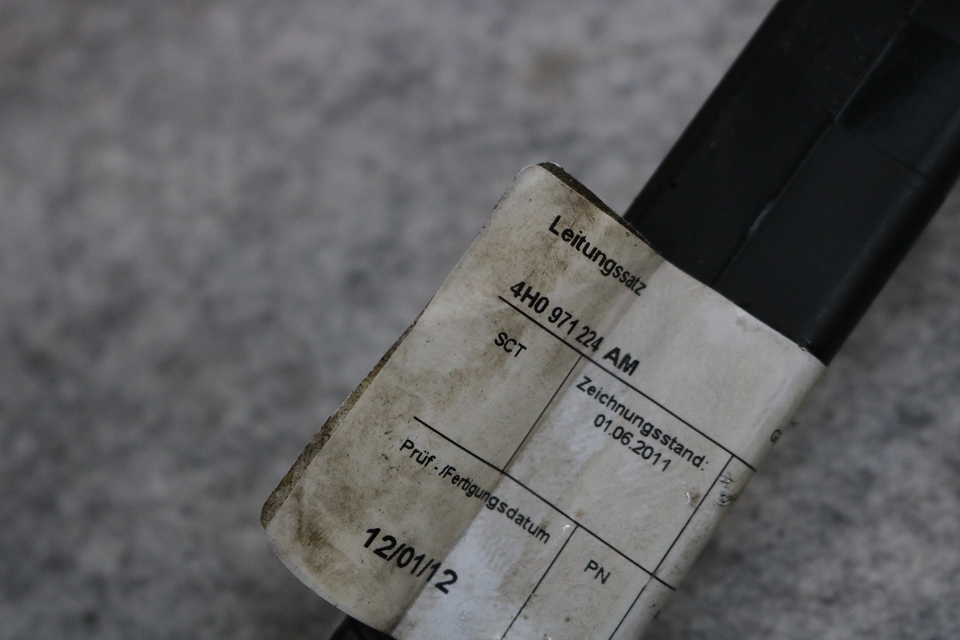 Leitungssatz
4H0 971 224 AM
SCT
Zeichnungsstand:
01.06.2011
Prüf-/Fertigungsdatum
12/01/12
PN